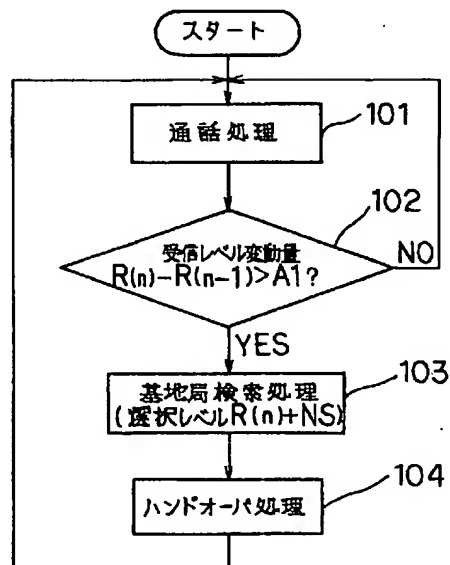 スタート
通話処理
101
受信レベル変動量
R(n)-R(n-1)>A1?
102
NO
YES
基地局検索処理
(選択レベルR(n)+NS)
103
ハンドオーバ処理
104